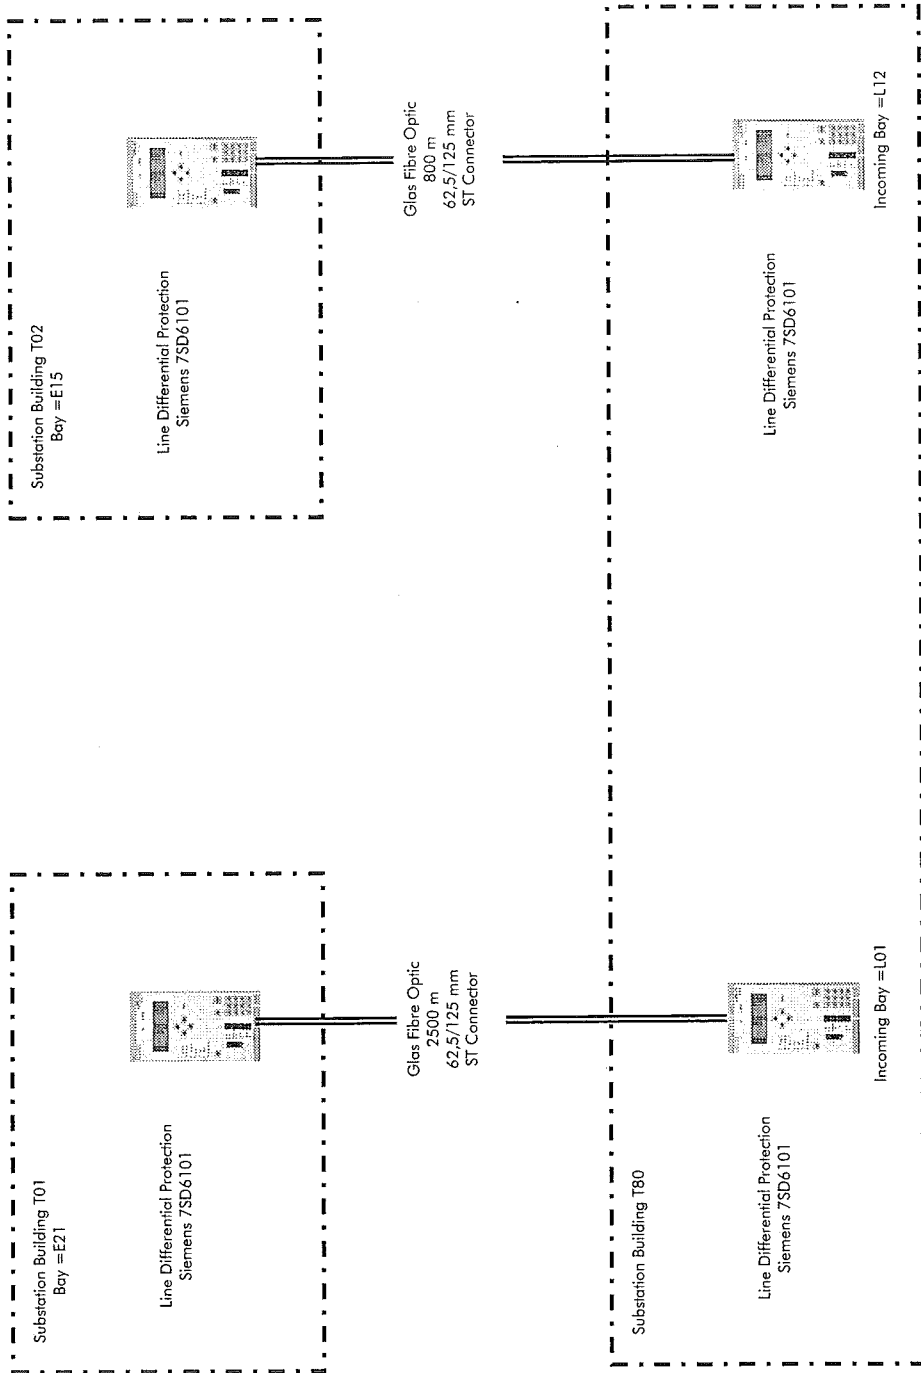 Substation Building T01
Bay =E21
Line Differential Protection
Siemens 7SD6101
Substation Building T02
Bay =E15
Line Differential Protection
Siemens 7SD6101
Glas Fibre Optic
2500 m
62,5/125 mm
ST Connector
Glas Fibre Optic
800 m
62,5/125 mm
ST Connector
Substation Building T80
Line Differential Protection
Siemens 7SD6101
Incoming Bay =L01
Line Differential Protection
Siemens 7SD6101
Incoming Bay =L12